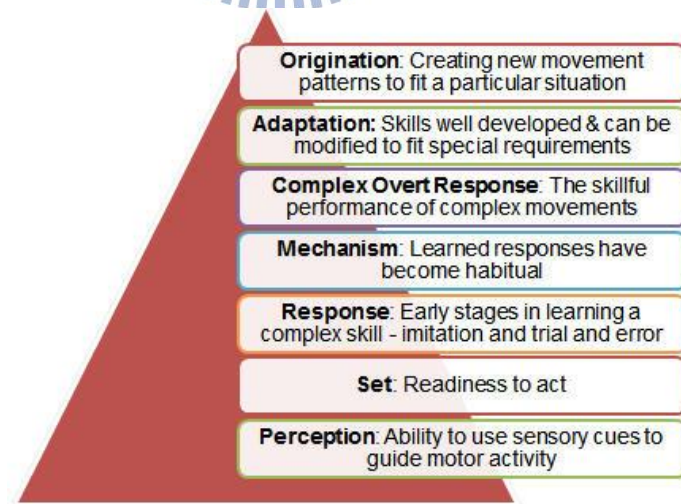 Origination: Creating new movement
patterns to fit a particular situation
Adaptation: Skills well developed & can be
modified to fit special requirements
Complex Overt Response: The skillful
performance of complex movements
Mechanism: Learned responses have
become habitual
Response: Early stages in learning a
complex skill - imitation and trial and error
Set: Readiness to act
Perception: Ability to use sensory cues to
guide motor activity